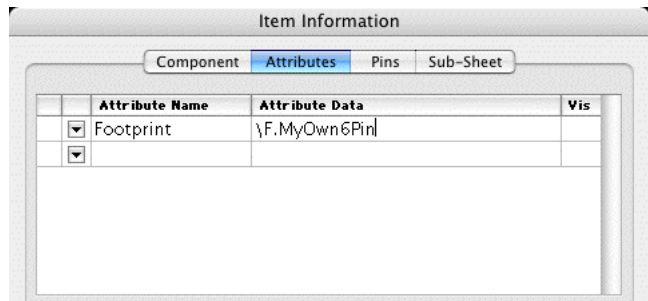 Item Information
Component Attributes Pins Sub-Sheet
Attribute Name Attribute Data Vis
Footprint \F.MyOwn6Pin